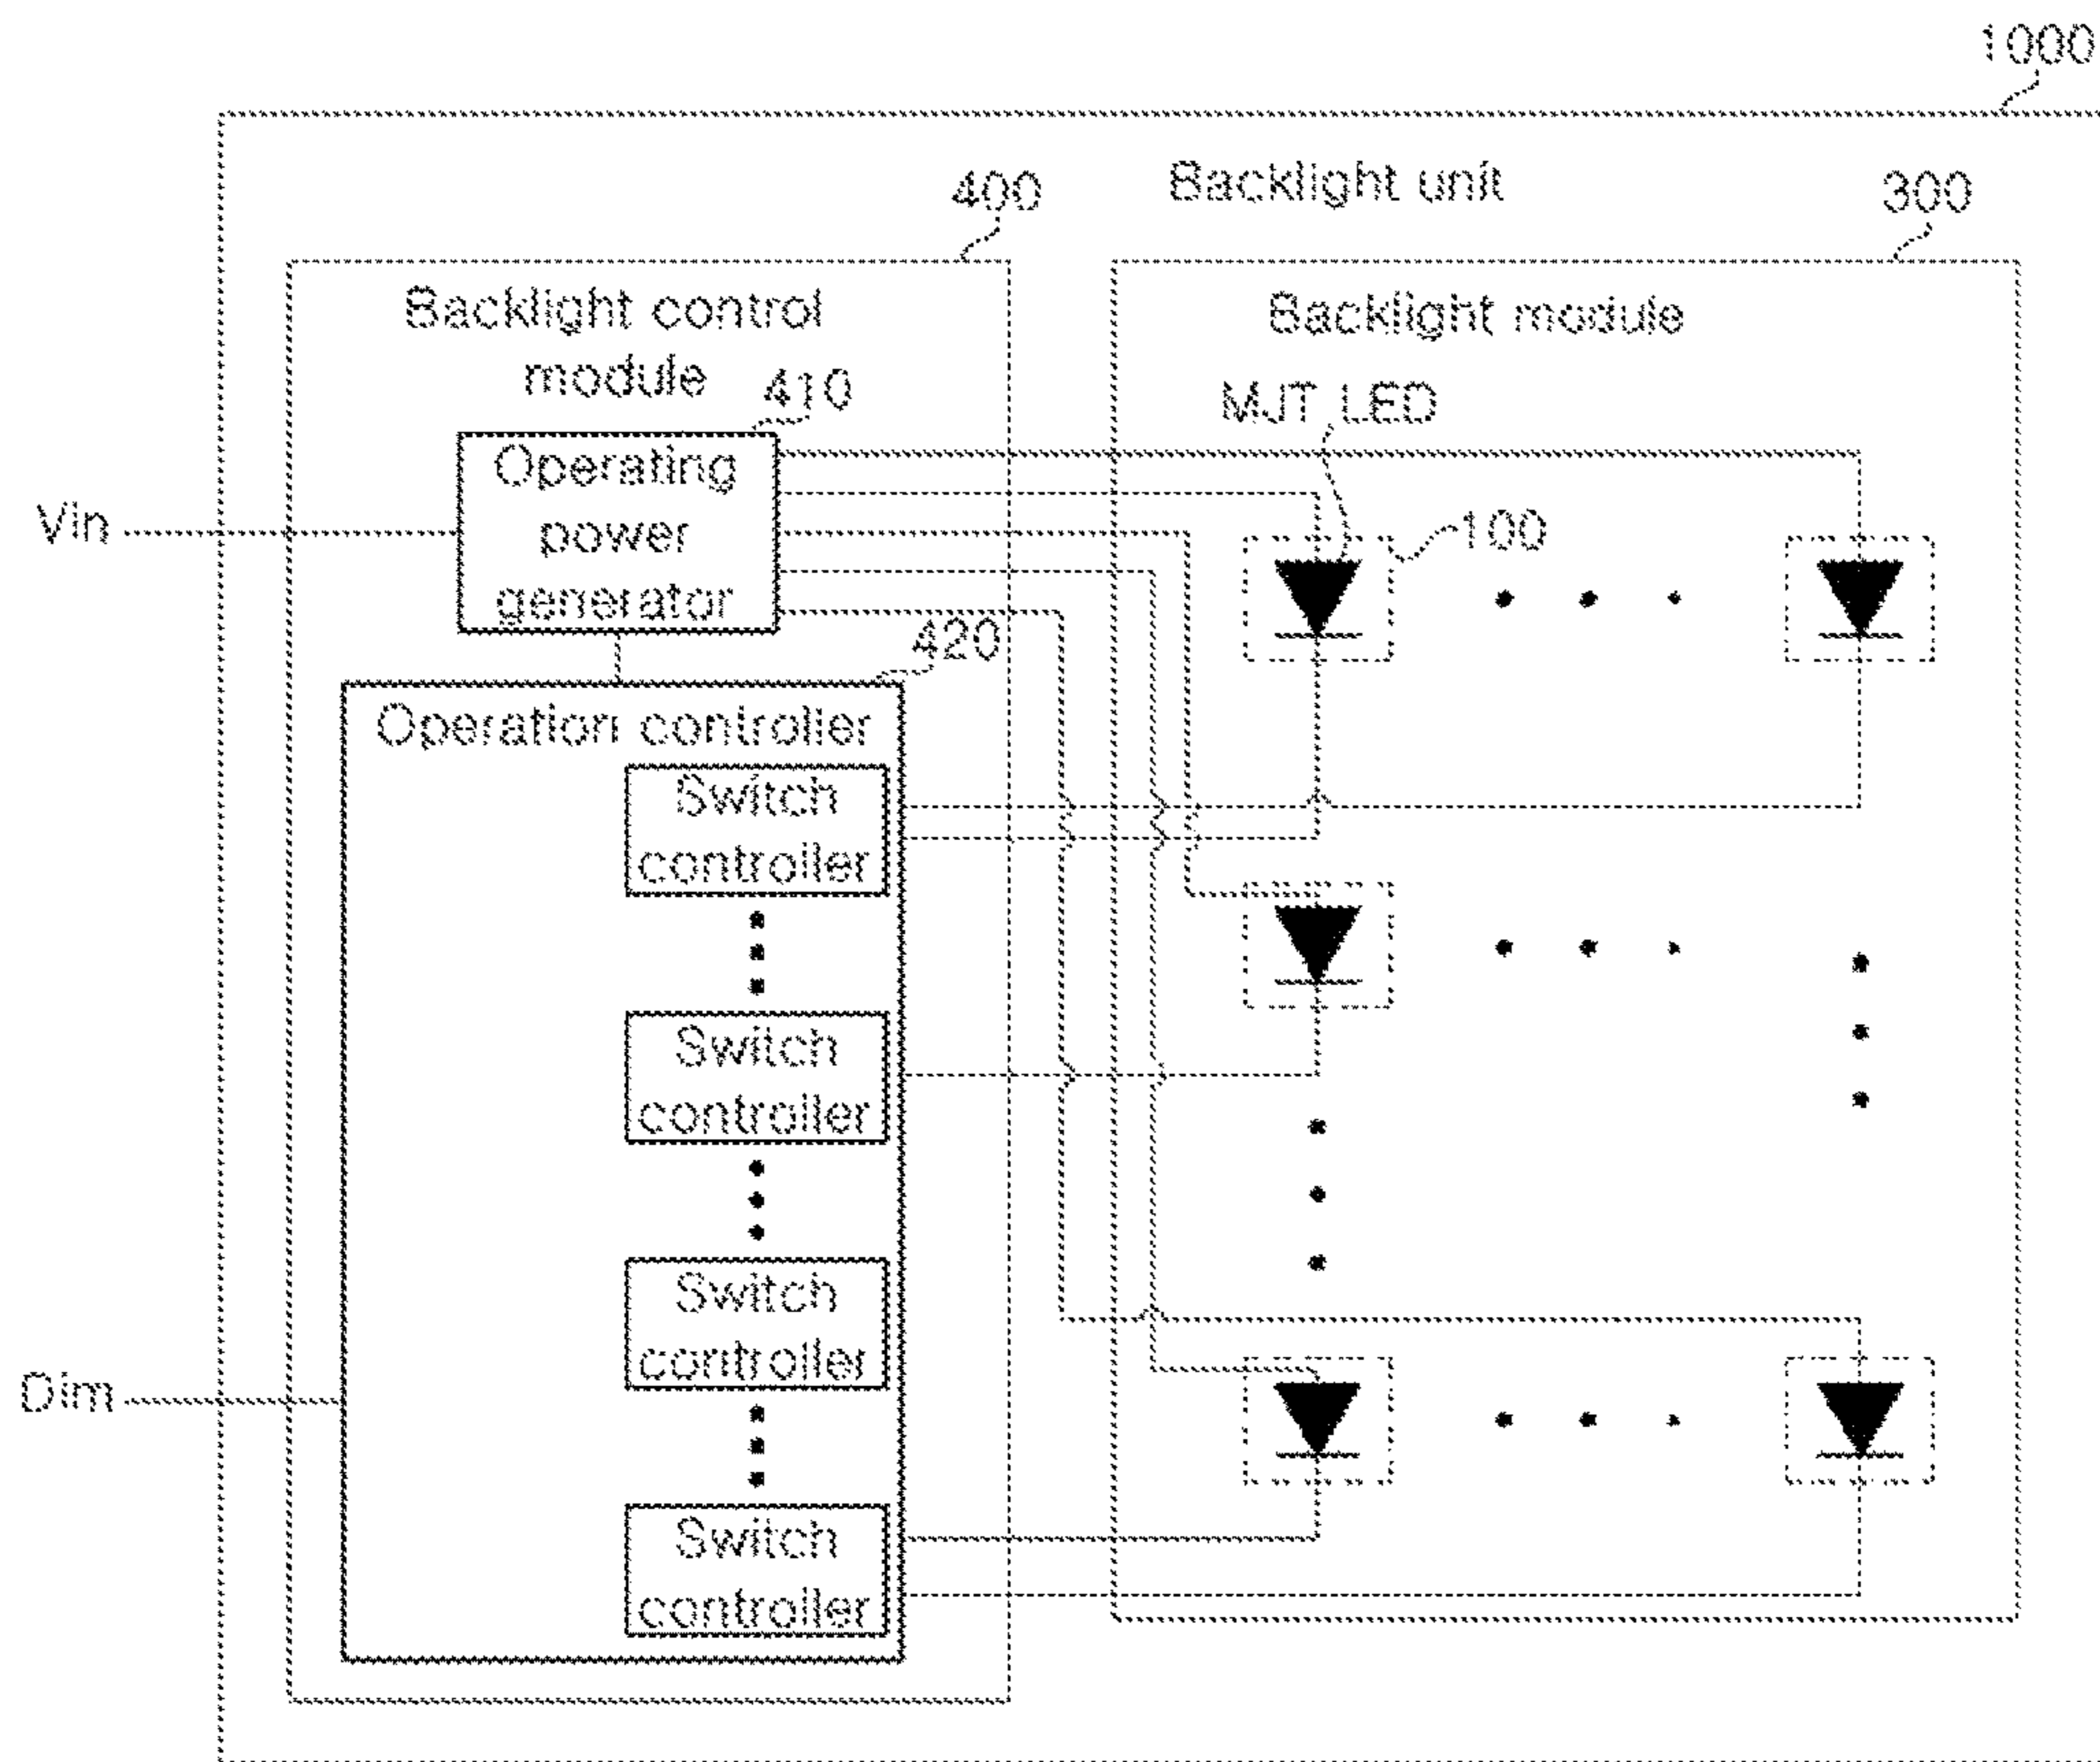 1000
Backlight unit
400
300
Backlight control
module
Backlight module
410
MJT LED
Operating
power
generator
Vin
100
420
Operation controller
Switch
controller
Switch
controller
Switch
controller
Dim
Switch
controller